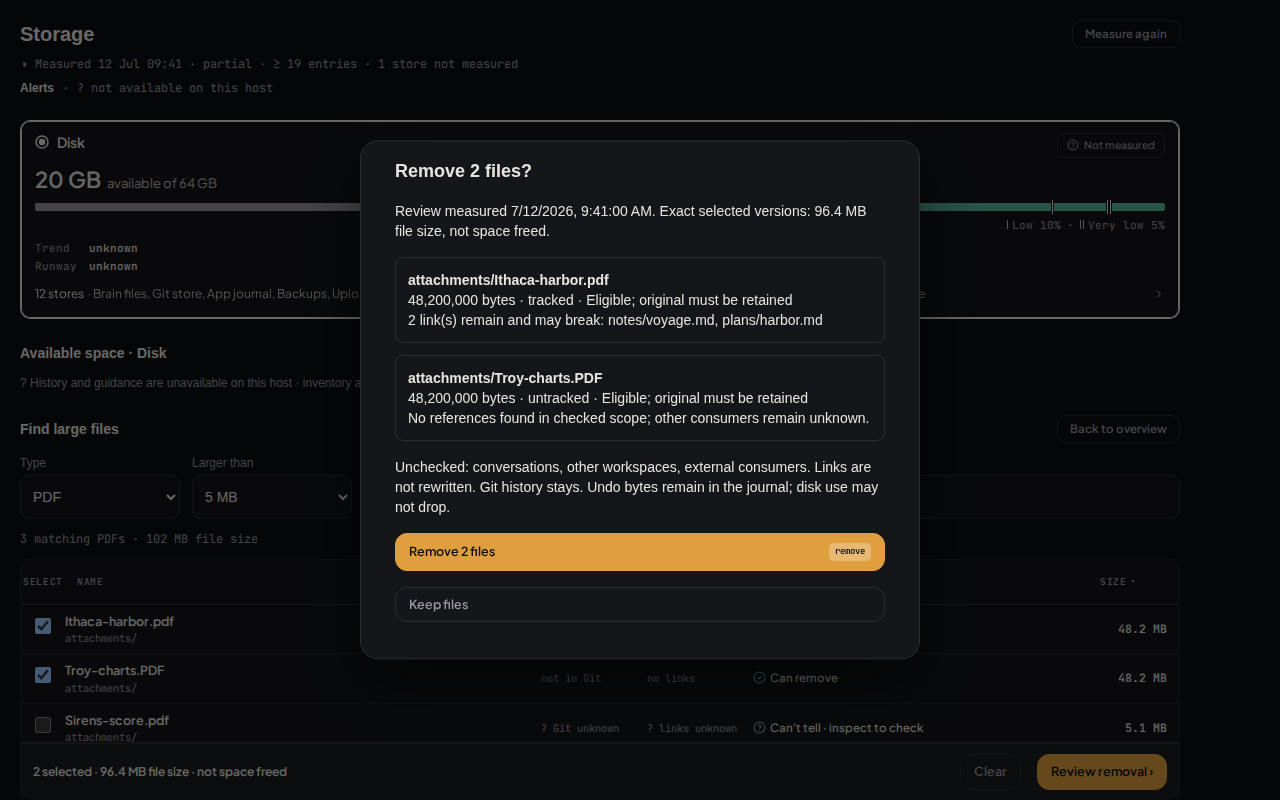 Storage
Measure again
Measured 12 Jul 09:41 · partial · ≥ 19 entries · 1 store not measured
Alerts · ? not available on this host
Disk
Not measured
20 GB available of 64 GB
Low 10% · Very low 5%
Trend unknown
Runway unknown
12 stores · Brain files, Git store, App journal, Backups, Uplo
Available space · Disk
? History and guidance are unavailable on this host · inventory a
Find large files
Back to overview
Type
Larger than
PDF
5 MB
3 matching PDFs · 102 MB file size
SELECT NAME
SIZE
Ithaca-harbor.pdf
attachments/
48.2 MB
Troy-charts.PDF
attachments/
not in Git
no links
Can remove
48.2 MB
Sirens-score.pdf
attachments/
? Git unknown
? links unknown
Can't tell · inspect to check
5.1 MB
2 selected · 96.4 MB file size · not space freed
Clear
Review removal ›
Remove 2 files?
Review measured 7/12/2026, 9:41:00 AM. Exact selected versions: 96.4 MB
file size, not space freed.
attachments/Ithaca-harbor.pdf
48,200,000 bytes · tracked · Eligible; original must be retained
2 link(s) remain and may break: notes/voyage.md, plans/harbor.md
attachments/Troy-charts.PDF
48,200,000 bytes · untracked · Eligible; original must be retained
No references found in checked scope; other consumers remain unknown.
Unchecked: conversations, other workspaces, external consumers. Links are
not rewritten. Git history stays. Undo bytes remain in the journal; disk use may
not drop.
Remove 2 files
remove
Keep files